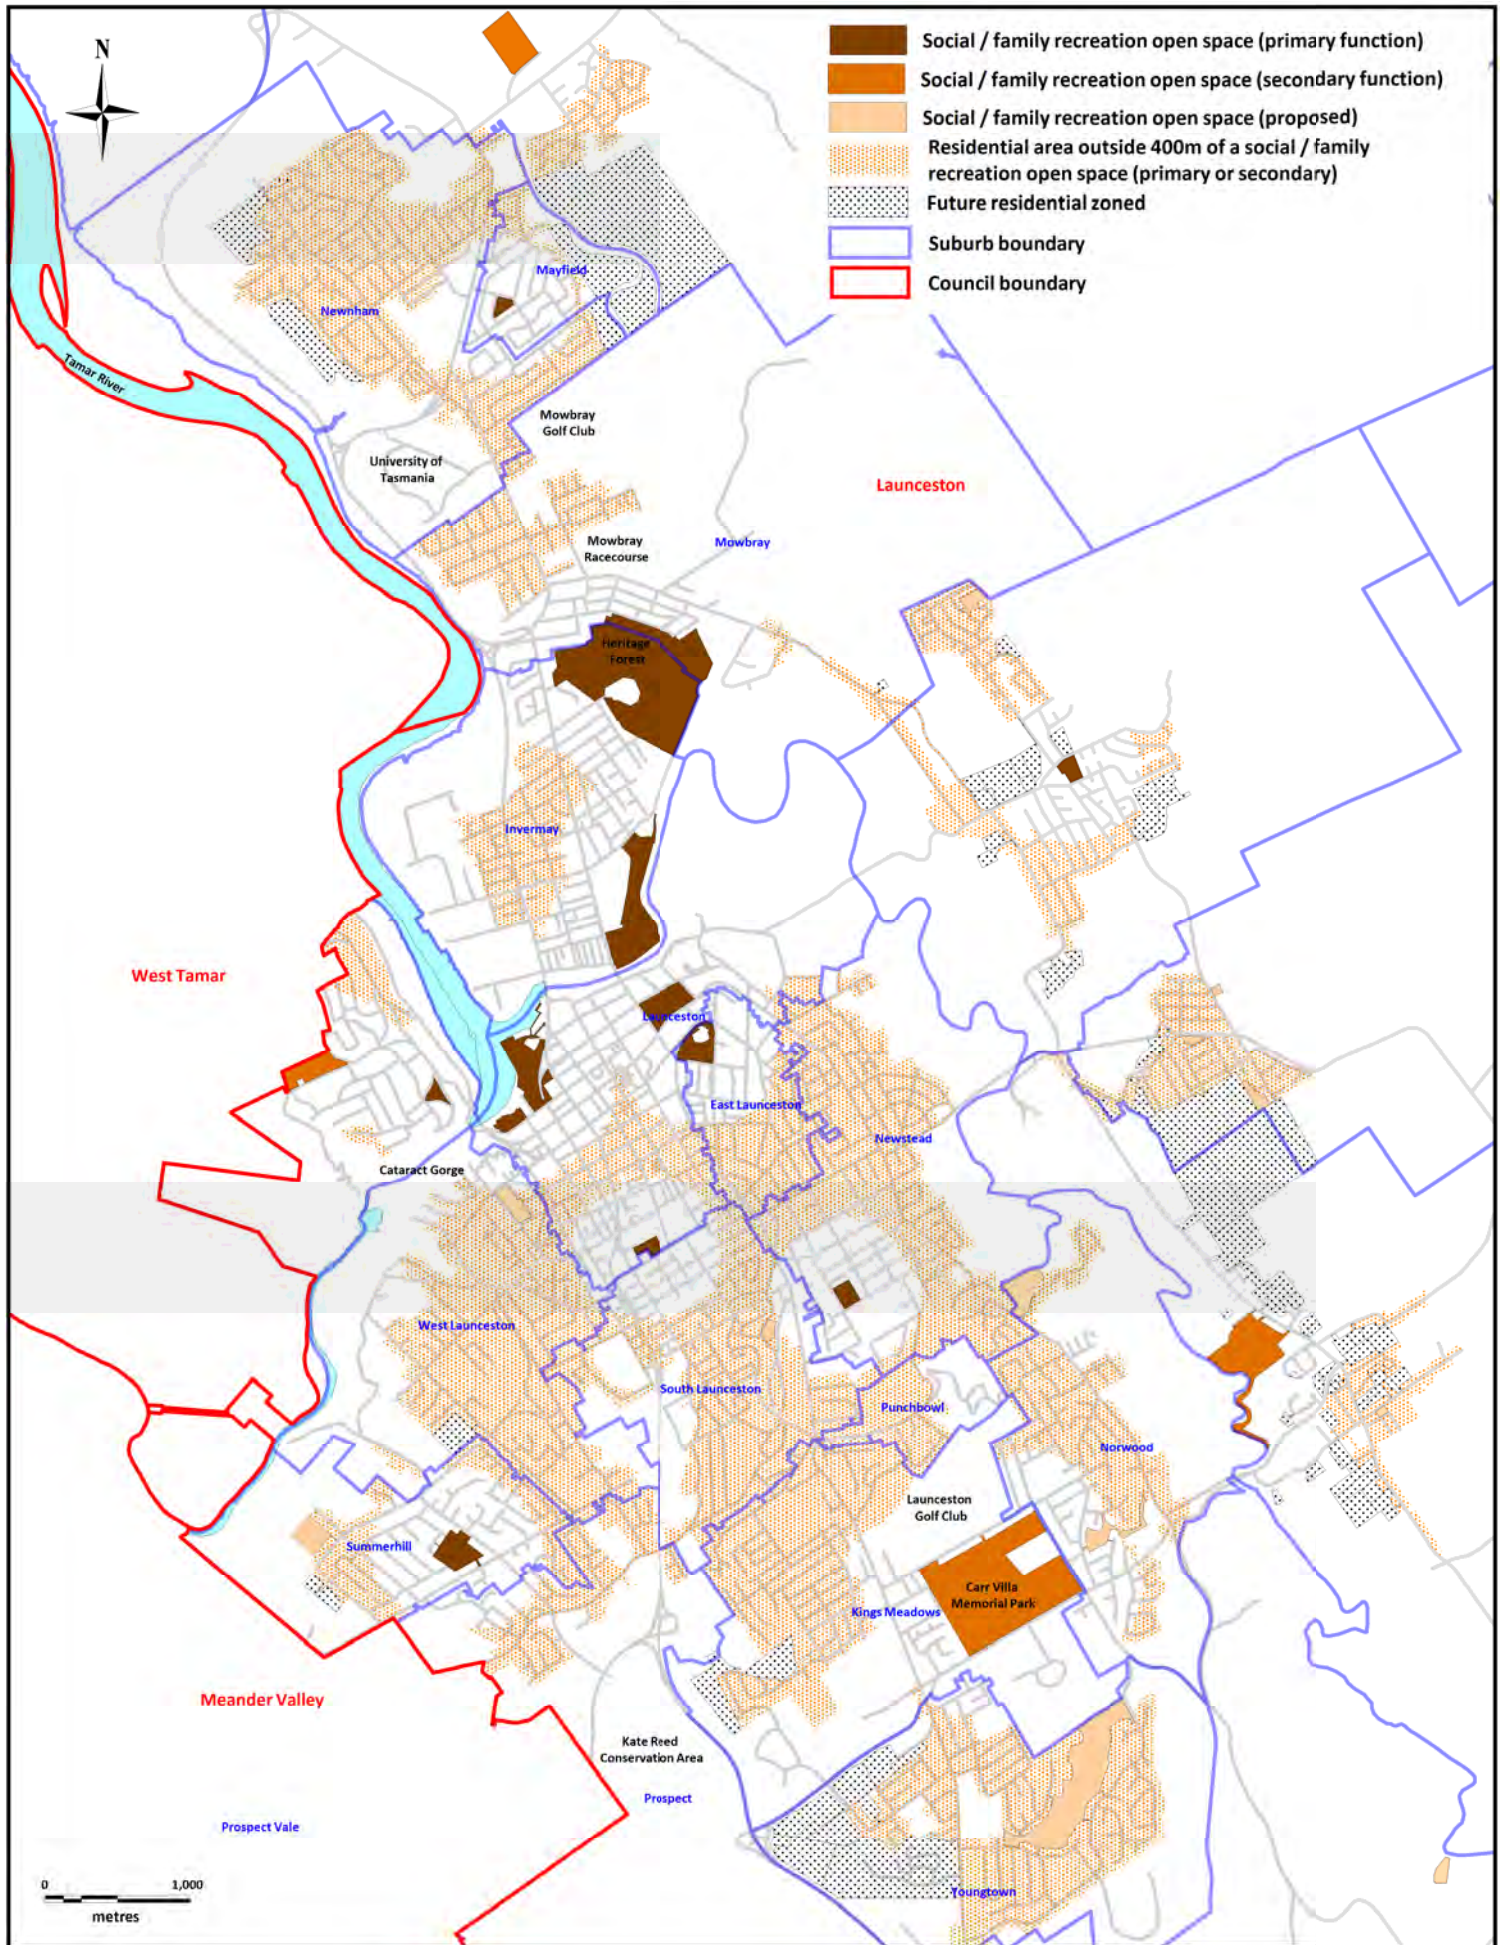 N
Social / family recreation open space (primary function)
Social / family recreation open space (secondary function)
Social / family recreation open space (proposed)
Residential area outside 400m of a social / family
recreation open space (primary or secondary)
Future residential zoned
Suburb boundary
Council boundary
Mayfield
Newnham
Tamar River
Mowbray
Golf Club
University of
Tasmania
Launceston
Mowbray
Racecourse
Mowbray
Heritage
Forest
Invermay
West Tamar
Launceston
East Launceston
Newstead
Cataract Gorge
West Launceston
South Launceston
Punchbowl
Norwood
Launceston
Golf Club
Summerhill
Carr Villa
Memorial Park
Kings Meadows
Meander Valley
Kate Reed
Conservation Area
Prospect
Prospect Vale
0 1,000
metres
Youngtown